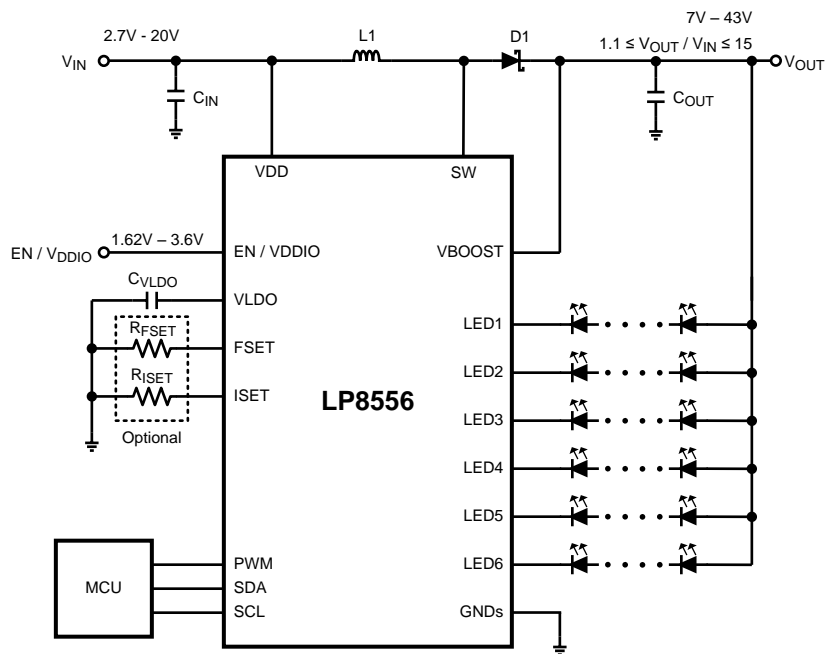 7V – 43V
2.7V - 20V
L1
D1
1.1 ≤ VOUT / VIN ≤ 15
VIN
VOUT
CIN
COUT
VDD
SW
1.62V – 3.6V
EN / VDDIO
EN / VDDIO
VBOOST
CVLDO
VLDO
LED1
RFSET
FSET
LED2
RISET
ISET
LP8556
LED3
Optional
LED4
LED5
MCU
PWM
LED6
SDA
SCL
GNDs